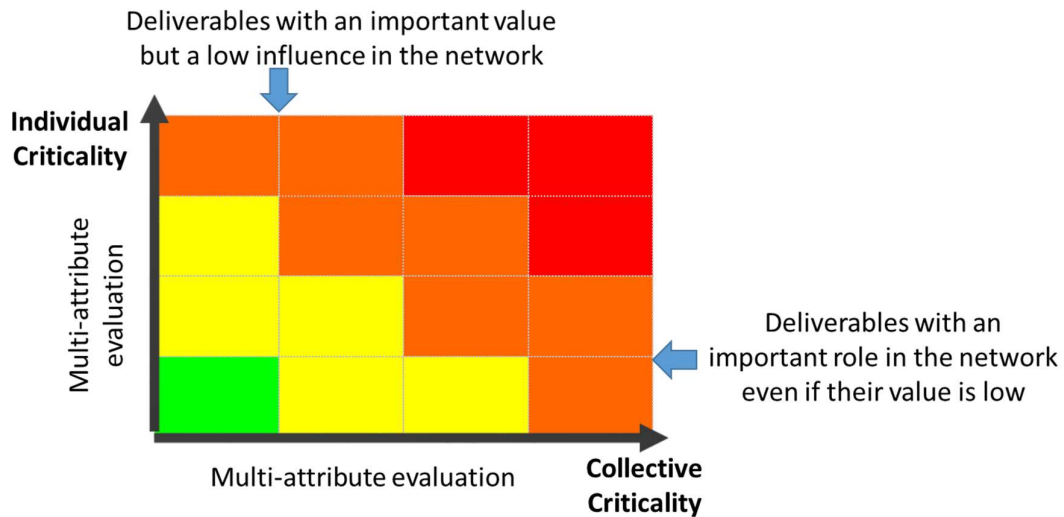 Deliverables with an important value
but a low influence in the network
Individual
Criticality
Multi-attribute
evaluation
Deliverables with an
important role in the network
even if their value is low
Multi-attribute evaluation
Collective
Criticality